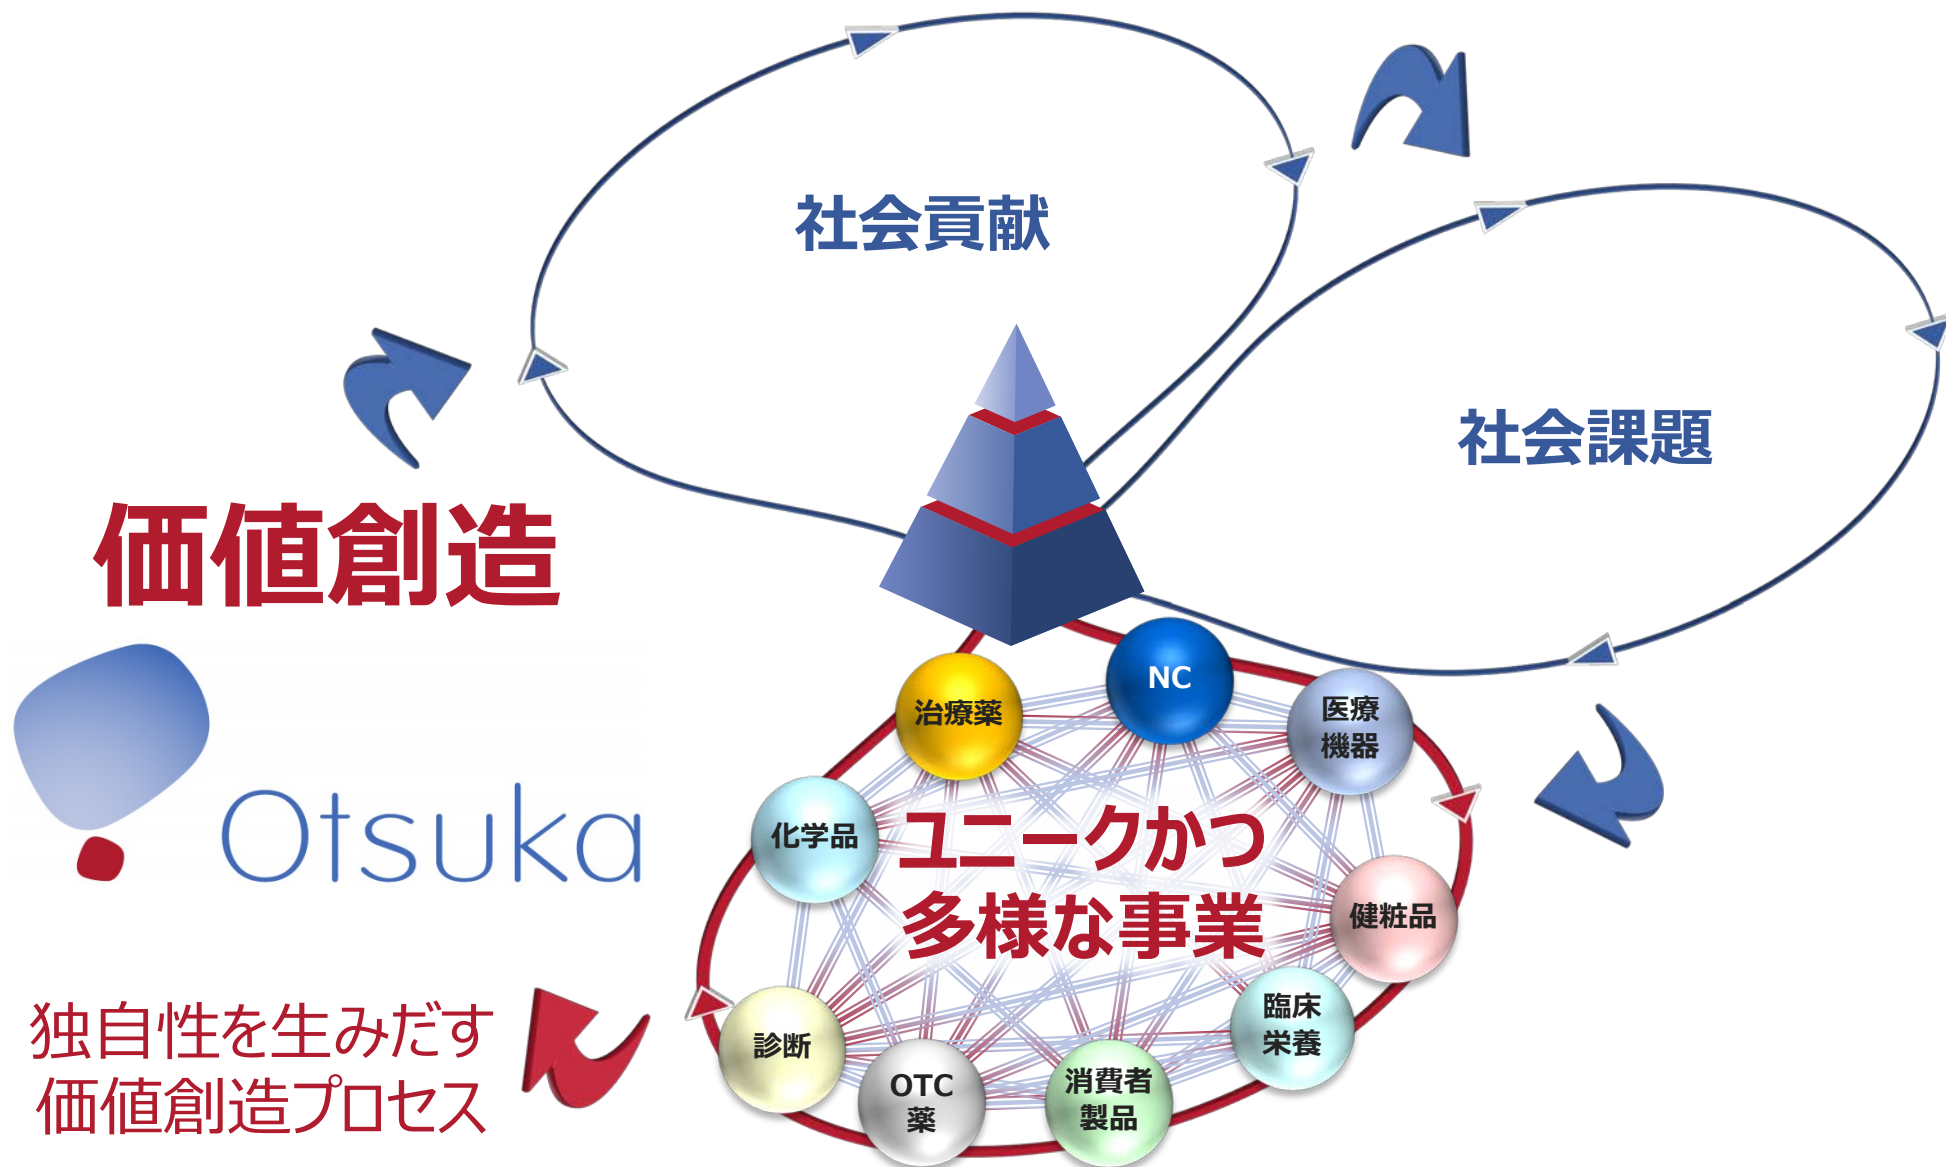 社会貢献
社会課題
価値創造
Otsuka
NC
治療薬
医療
機器
化学品
ユニークかつ
多様な事業
健粧品
臨床
栄養
診断
OTC
薬
消費者
製品
独自性を生みだす
価値創造プロセス